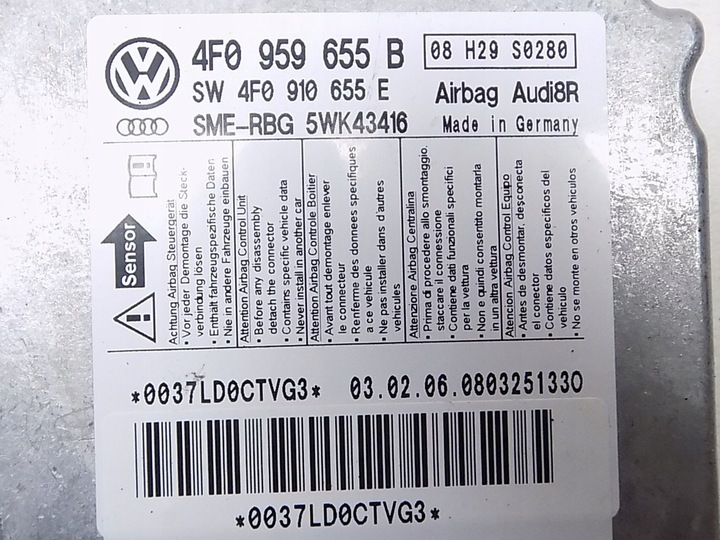 4F0 959 655 B
08 H29 S0280
SW 4F0 910 655 E
Airbag Audi8R
SME-RBG 5WK43416
Made in Germany
Sensor
Achtung Airbag Steuergerät
• Vor jeder Demontage die Steck-
verbindung lösen
• Enthält fahrzeugspezifische Daten
• Nie in andere Fahrzeuge einbauen
Attention Airbag Control Unit
• Before any disassembly
detach the connector
• Contains specific vehicle data
• Never install in another car
Attention Airbag Controle Boitier
• Avant tout demontage enlever
le connecteur
• Renferme des donnees specifiques
a ce vehicule
• Ne pas installer dans d'autres
vehicules
Attenzione Airbag Centralina
• Prima di procedere allo smontaggio.
staccare il connessione
• Contiene dati funzionali specifici
per la vettura
• Non e quindi consentito montarla
in un altra vettura
Atencion Airbag Control Equipo
• Antes de desmontar, desconecta
el conector
• Contiene datos especificos del
vehiculo
• No se monte en otros vehiculos
*0037LD0CTVG3*
03.02.06.0803251330
*0037LD0CTVG3*